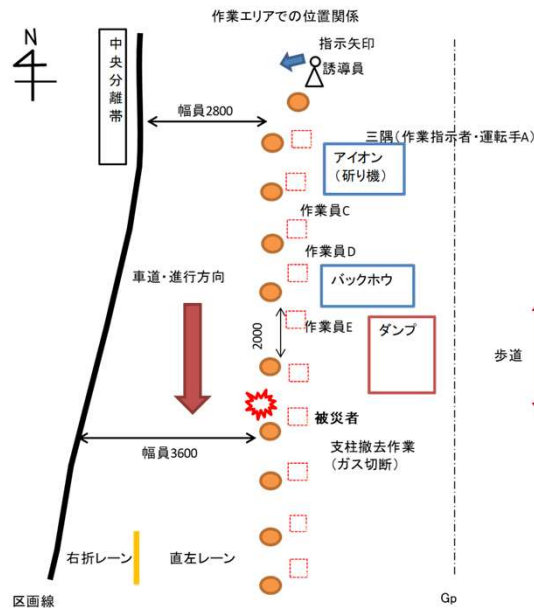 作業エリアでの位置関係
N
中央分離帯
指示矢印
誘導員
幅員2800
三隅(作業指示者・運転手A)
アイオン
(斫り機)
作業員C
作業員D
車道・進行方向
バックホウ
2000
作業員E
ダンプ
歩道
被災者
支柱撤去作業
(ガス切断)
幅員3600
右折レーン
直左レーン
区画線
Gp